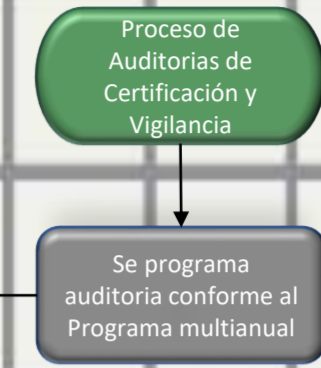 Proceso de
Auditorias de
Certificación y
Vigilancia
Se programa
auditoria conforme al
Programa multianual